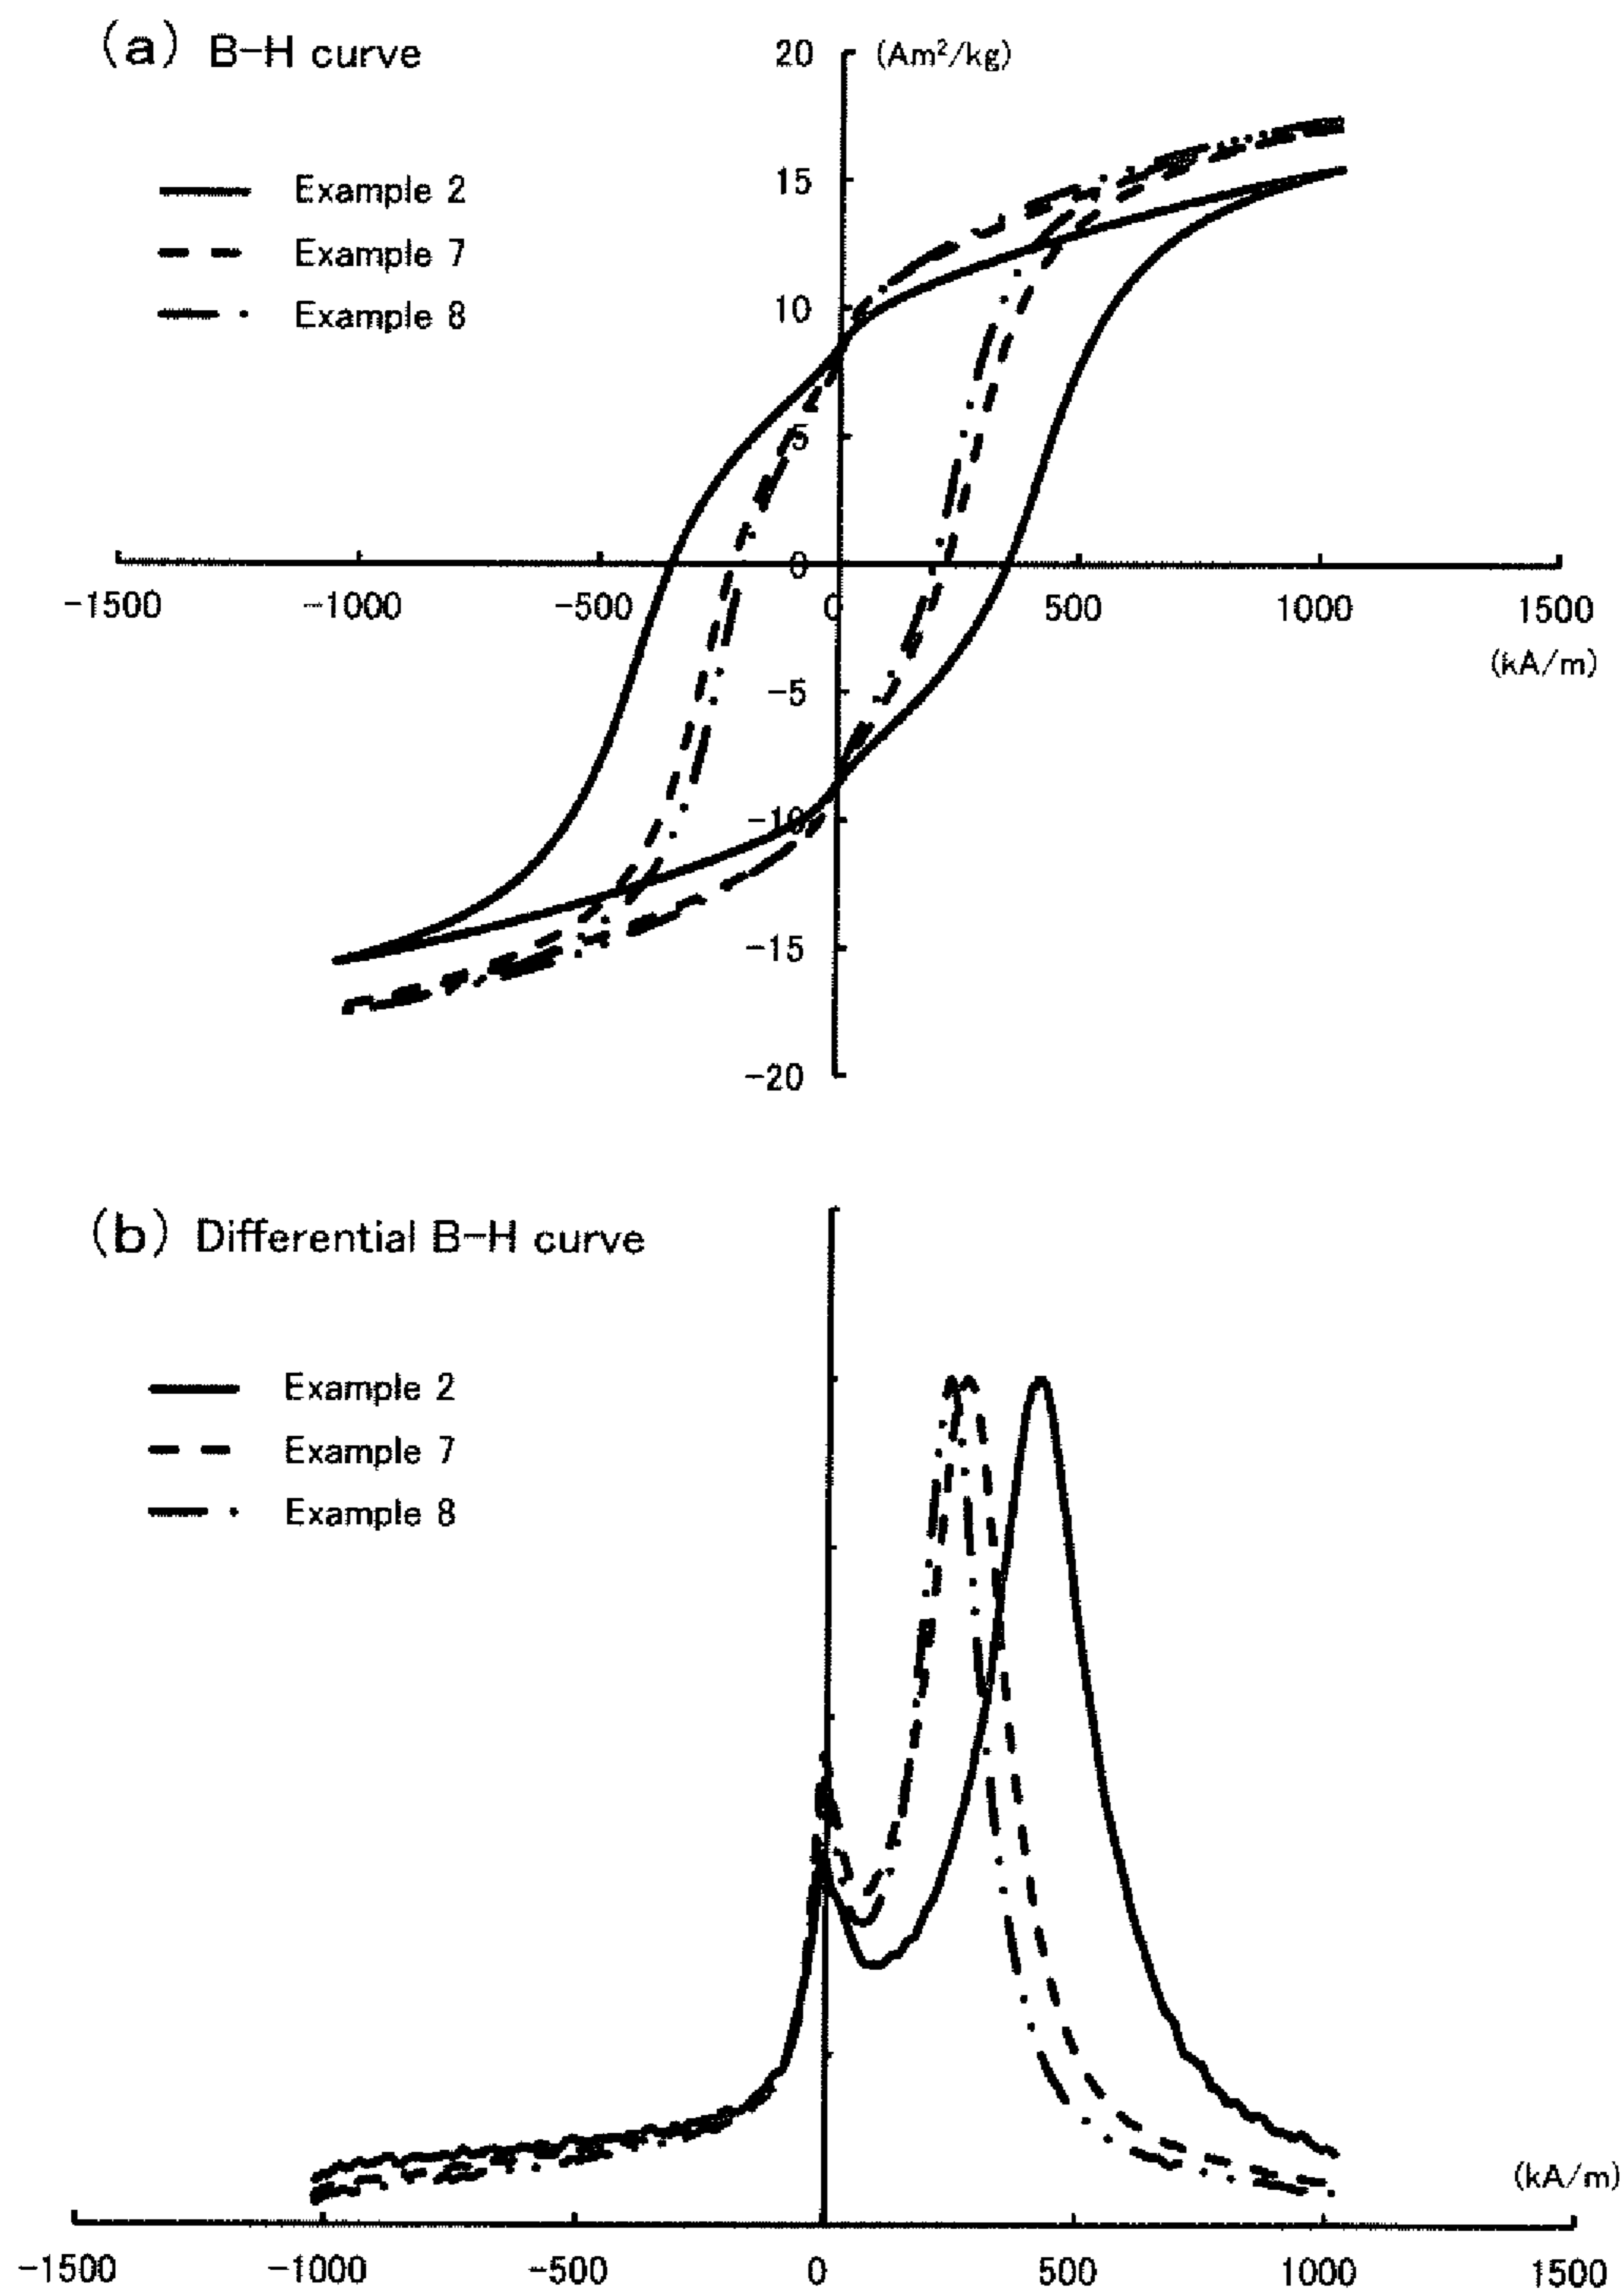 (a) B-H curve
20 (Am²/kg)
Example 2
Example 7
Example 8
15
10
5
0
-1500 -1000 -500 0 500 1000 1500
(kA/m)
-5
-10
-15
-20
(b) Differential B-H curve
Example 2
Example 7
Example 8
(kA/m)
-1500 -1000 -500 0 500 1000 1500